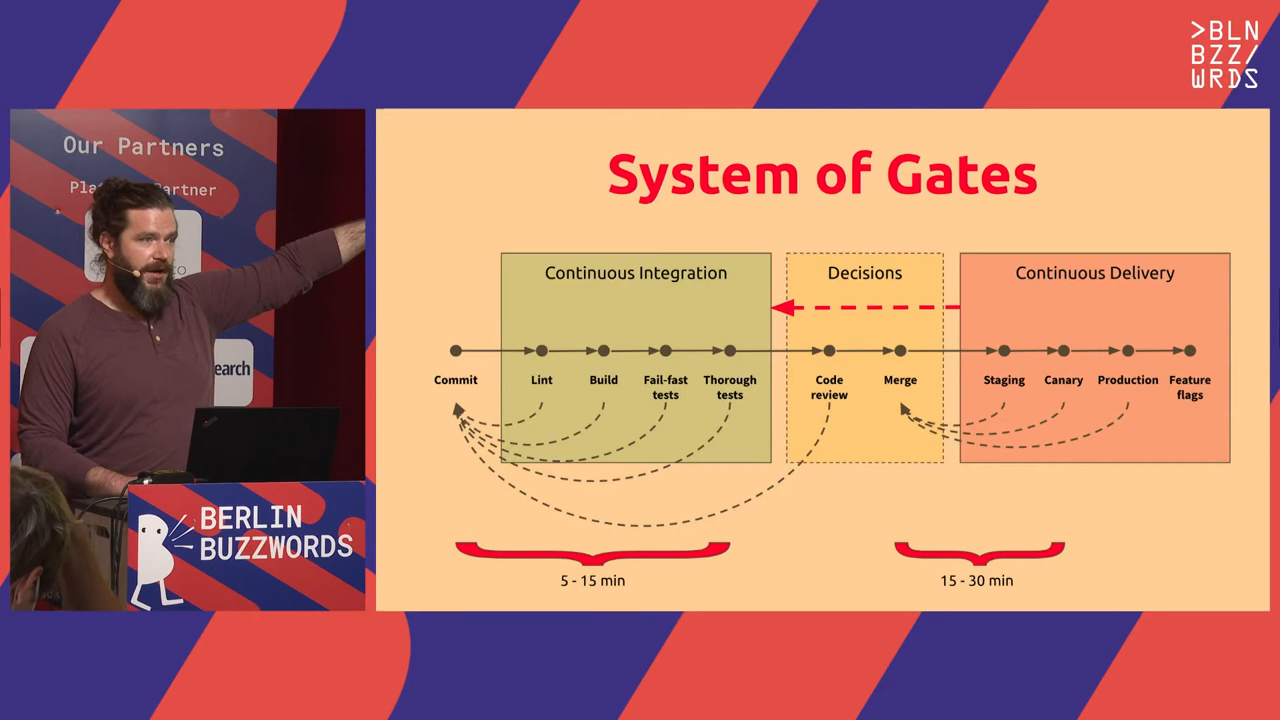 >BLN
BZZ/
WRDS
Our Partners
Partner
earch
BERLIN
BUZZWORDS
System of Gates
Continuous Integration
Decisions
Continuous Delivery
Commit
Lint
Build
Fail-fast
tests
Thorough
tests
Code
review
Merge
Staging
Canary
Production
Feature
flags
5 - 15 min
15 - 30 min